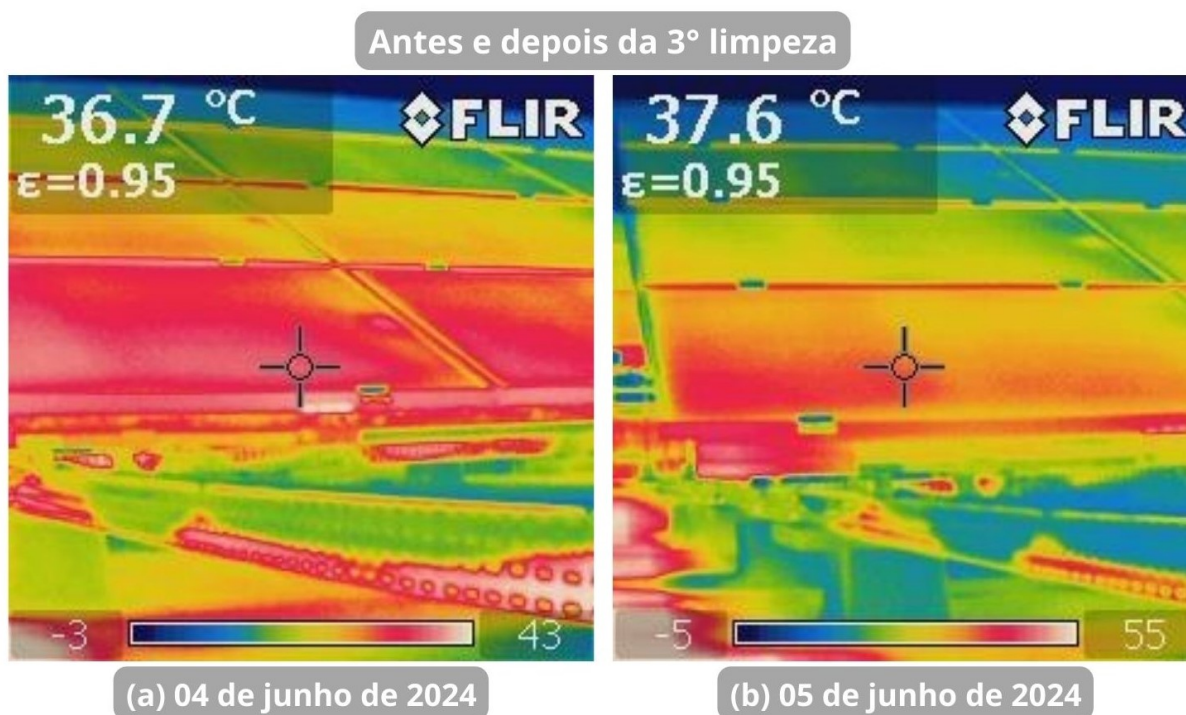 Antes e depois da 3° limpeza
36.7 °C
FLIR
ε=0.95
-3
43
(a) 04 de junho de 2024
37.6 °C
FLIR
ε=0.95
-5
55
(b) 05 de junho de 2024